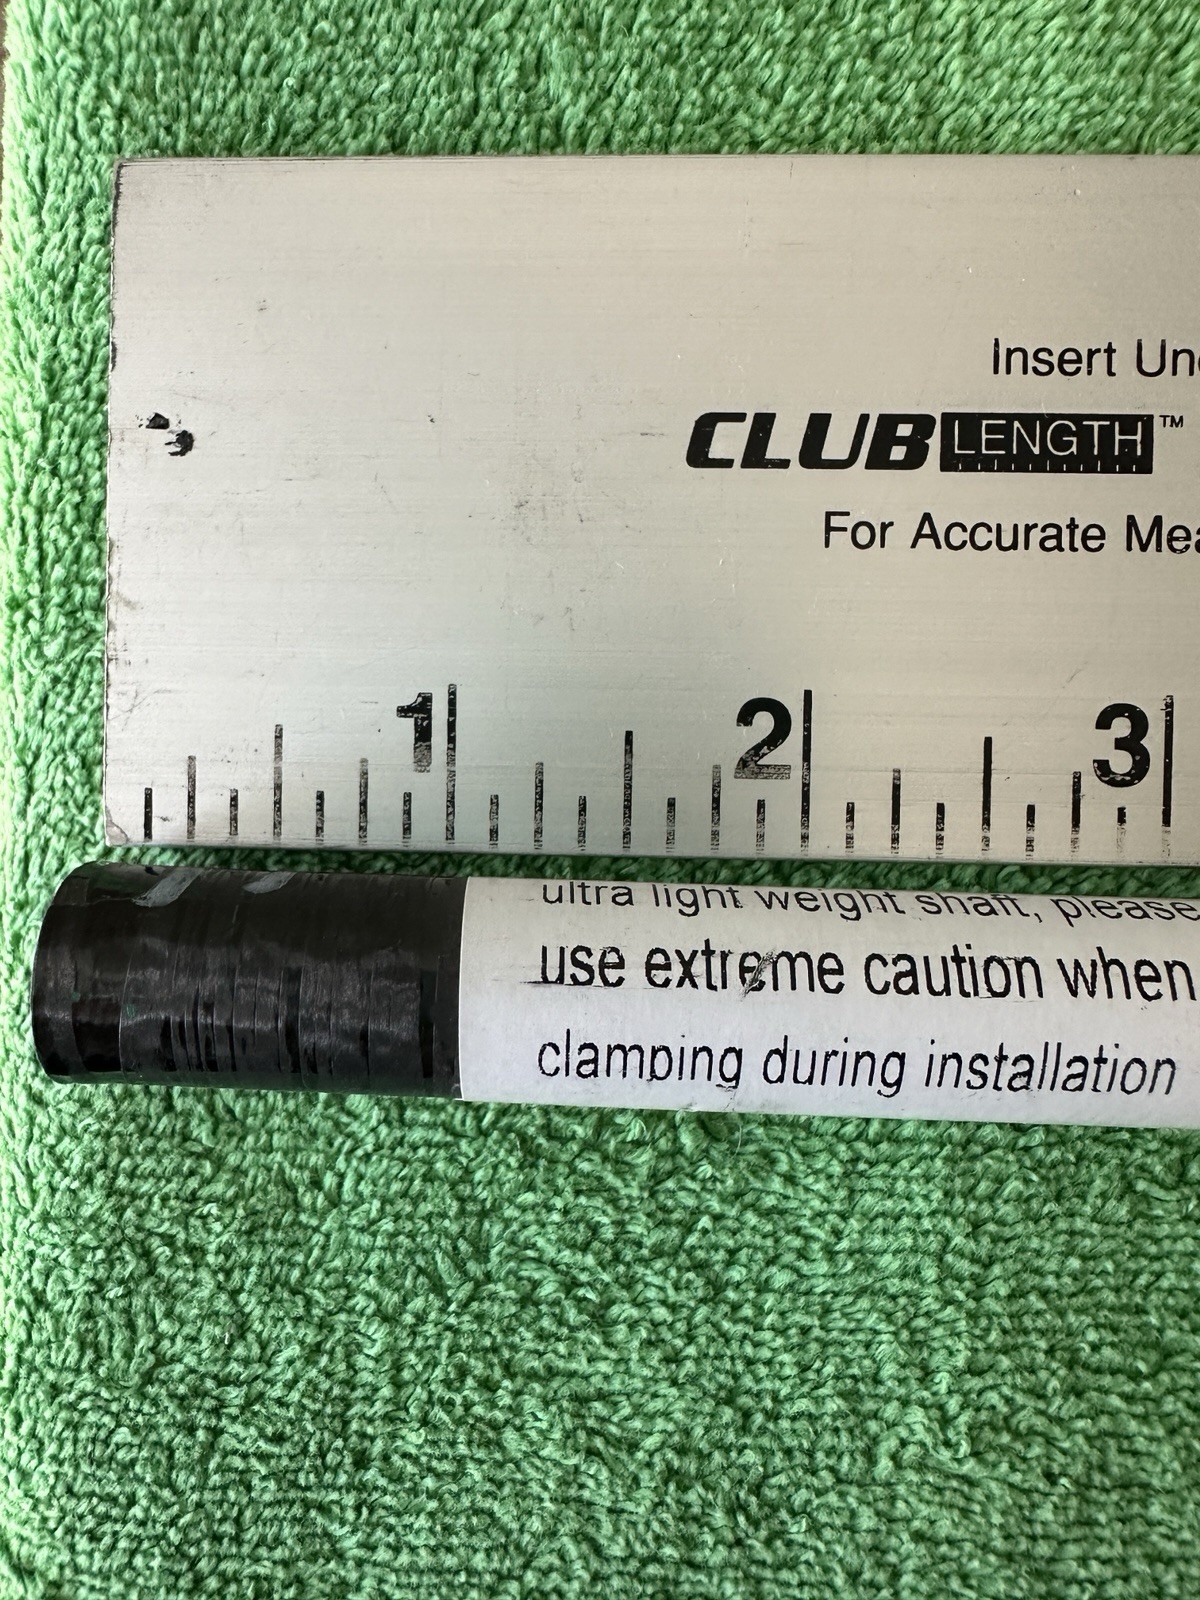 Insert
CLUB LENGTH™
For Accurate
1 2 3
ultra light weight shaft, please
use extreme caution when
clamping during installation